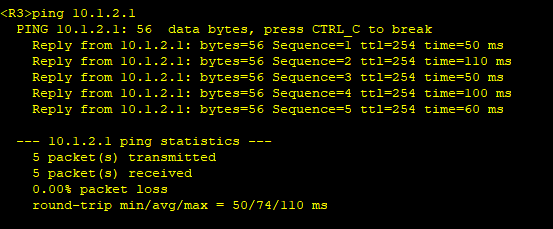 <R3>ping 10.1.2.1
PING 10.1.2.1: 56  data bytes, press CTRL_C to break
Reply from 10.1.2.1: bytes=56 Sequence=1 ttl=254 time=50 ms
Reply from 10.1.2.1: bytes=56 Sequence=2 ttl=254 time=110 ms
Reply from 10.1.2.1: bytes=56 Sequence=3 ttl=254 time=50 ms
Reply from 10.1.2.1: bytes=56 Sequence=4 ttl=254 time=100 ms
Reply from 10.1.2.1: bytes=56 Sequence=5 ttl=254 time=60 ms
--- 10.1.2.1 ping statistics ---
5 packet(s) transmitted
5 packet(s) received
0.00% packet loss
round-trip min/avg/max = 50/74/110 ms